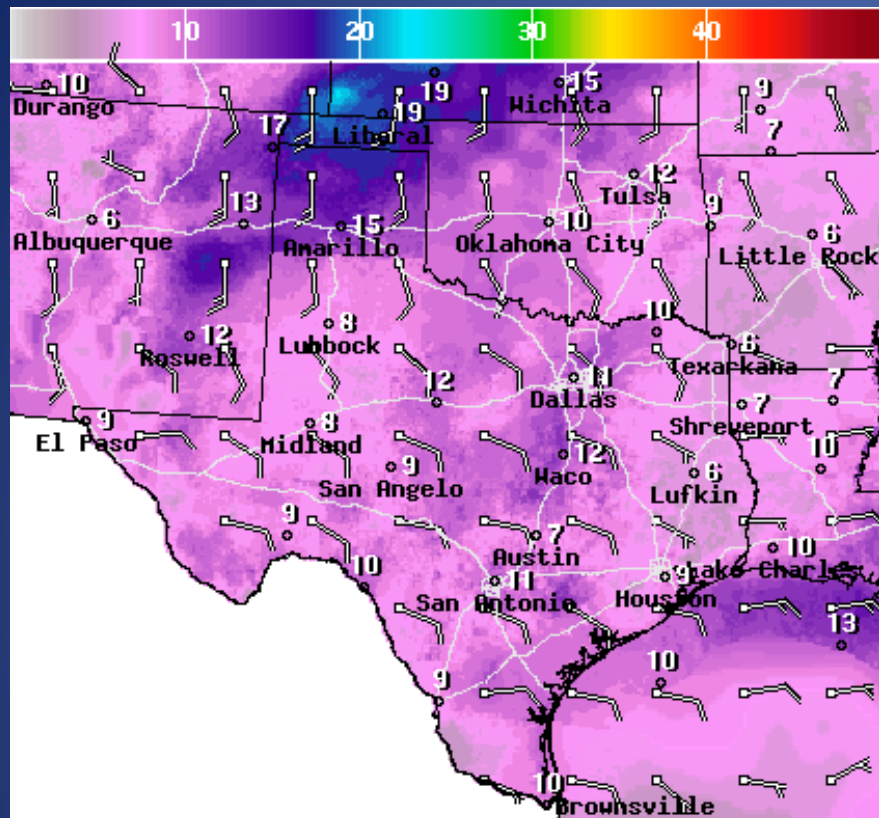 10 20 30 40
10 19 15 9
Durango Wichita
19
Liberal
17 7
12
Tulsa
6 13 15 10 9 6
Albuquerque Amarillo Oklahoma City Little Rock
12 8 10 6
Roswell Lubbock Texarkana
11
12 Dallas 7 7
9 8 Shreveport
El Paso Midland 12 10
9 Waco 6
San Angelo Lufkin
9 7 10
Austin Lake Charles
10 11 9
San Antonio Houston
13
10
9
10
Brownsville